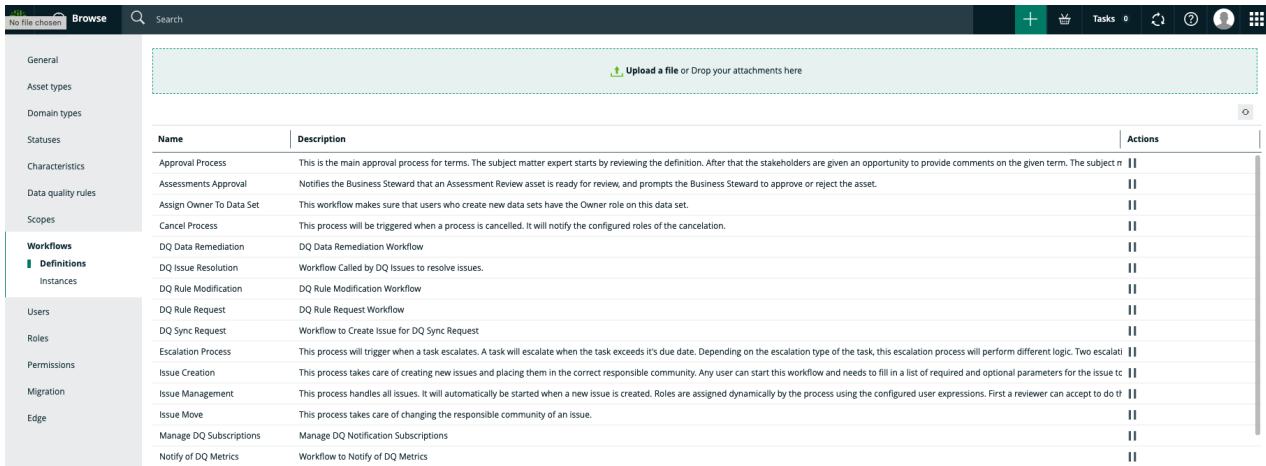 No file chosen
Browse
Search
Tasks 0
General
Asset types
Domain types
Statuses
Characteristics
Data quality rules
Scopes
Workflows
Definitions
Instances
Users
Roles
Permissions
Migration
Edge
Upload a file or Drop your attachments here
Name Description Actions
Approval Process This is the main approval process for terms. The subject matter expert starts by reviewing the definition. After that the stakeholders are given an opportunity to provide comments on the given term. The subject m
Assessments Approval Notifies the Business Steward that an Assessment Review asset is ready for review, and prompts the Business Steward to approve or reject the asset.
Assign Owner To Data Set This workflow makes sure that users who create new data sets have the Owner role on this data set.
Cancel Process This process will be triggered when a process is cancelled. It will notify the configured roles of the cancelation.
DQ Data Remediation DQ Data Remediation Workflow
DQ Issue Resolution Workflow Called by DQ Issues to resolve issues.
DQ Rule Modification DQ Rule Modification Workflow
DQ Rule Request DQ Rule Request Workflow
DQ Sync Request Workflow to Create Issue for DQ Sync Request
Escalation Process This process will trigger when a task escalates. A task will escalate when the task exceeds it's due date. Depending on the escalation type of the task, this escalation process will perform different logic. Two escalati
Issue Creation This process takes care of creating new issues and placing them in the correct responsible community. Any user can start this workflow and needs to fill in a list of required and optional parameters for the issue to
Issue Management This process handles all issues. It will automatically be started when a new issue is created. Roles are assigned dynamically by the process using the configured user expressions. First a reviewer can accept to do th
Issue Move This process takes care of changing the responsible community of an issue.
Manage DQ Subscriptions Manage DQ Notification Subscriptions
Notify of DQ Metrics Workflow to Notify of DQ Metrics